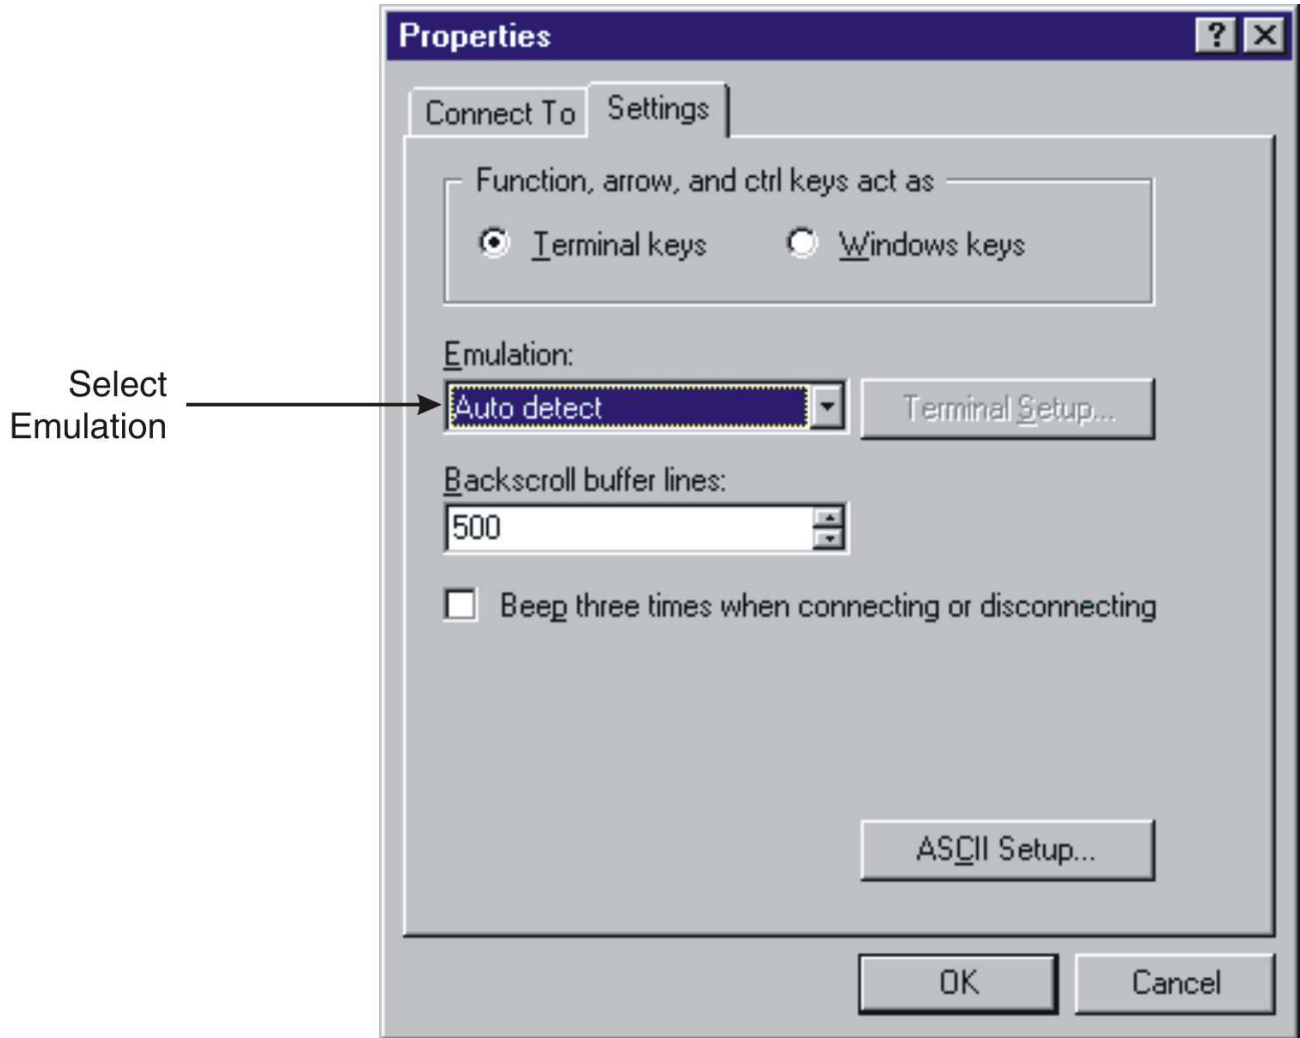 Properties
Connect To
Settings
Function, arrow, and ctrl keys act as
Terminal keys
Windows keys
Emulation:
Select
Emulation
Auto detect
Terminal Setup...
Backscroll buffer lines:
500
Beep three times when connecting or disconnecting
ASCII Setup...
OK
Cancel